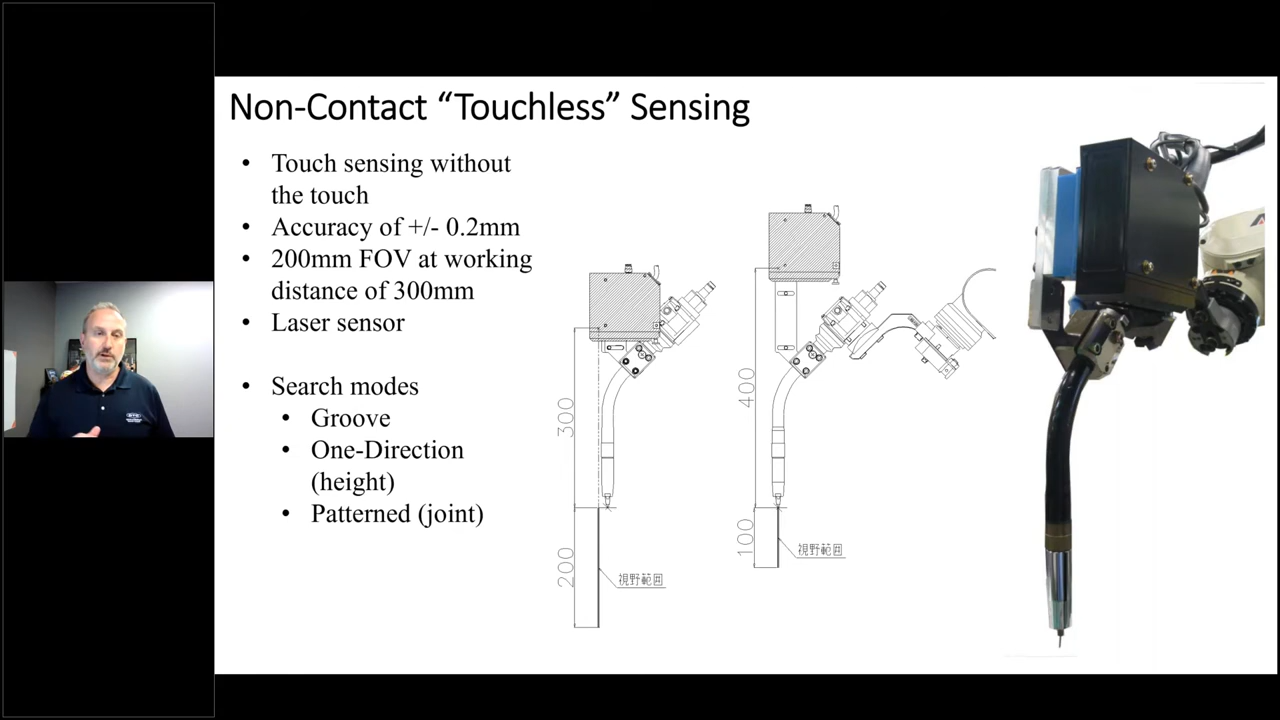 Non-Contact “Touchless” Sensing
• Touch sensing without
the touch
• Accuracy of +/- 0.2mm
• 200mm FOV at working
distance of 300mm
• Laser sensor
• Search modes
• Groove
• One-Direction
(height)
• Patterned (joint)
300
200
視野範囲
400
100
視野範囲